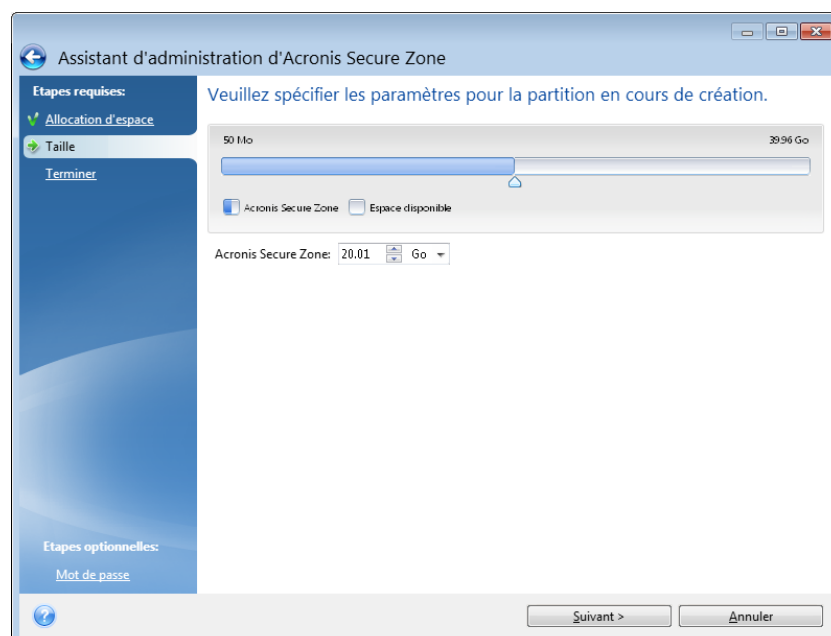 Assistant d'administration d'Acronis Secure Zone
Etapes requises:
Allocation d'espace
Taille
Terminer
Veuillez spécifier les paramètres pour la partition en cours de création.
50 Mo
39.96 Go
Acronis Secure Zone
Espace disponible
Acronis Secure Zone: 20.01 Go
Etapes optionnelles:
Mot de passe
?
Suivant >
Annuler